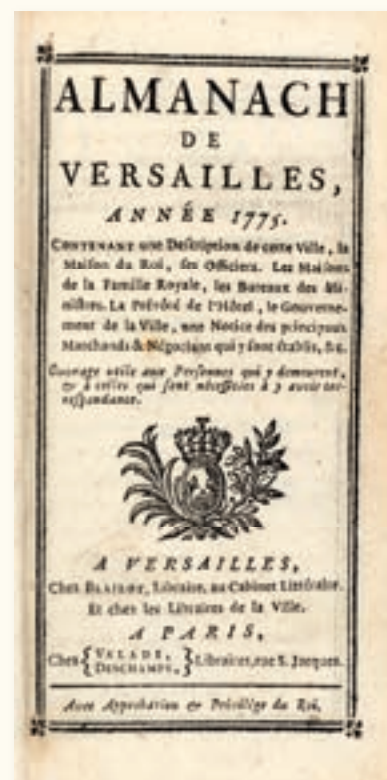 ALMANACH
DE
VERSAILLES,
ANNÉE 1775.
CONTENANT une Description de cette Ville, la
Maison du Roi, ses Officiers. Les Maisons
de la Famille Royale, les Bureaux des Mi-
nistres. La Prévôté de l'Hôtel, le Gouverne-
ment de la Ville, une Notice des principaux
Marchands & Négocians qui y sont établis, &c.
Ouvrage utile aux Personnes qui y demeurent,
& à celles qui sont nécessitées à y avoir cor-
respondance.
A VERSAILLES,
Chez BLAIZOT, Libraire, au Cabinet Littéraire.
Et chez les Libraires de la Ville.
A PARIS,
Chez { VALADE, DESCHAMPS, } Libraires, rue S. Jacques.
Avec Approbation & Privilége du Roi.